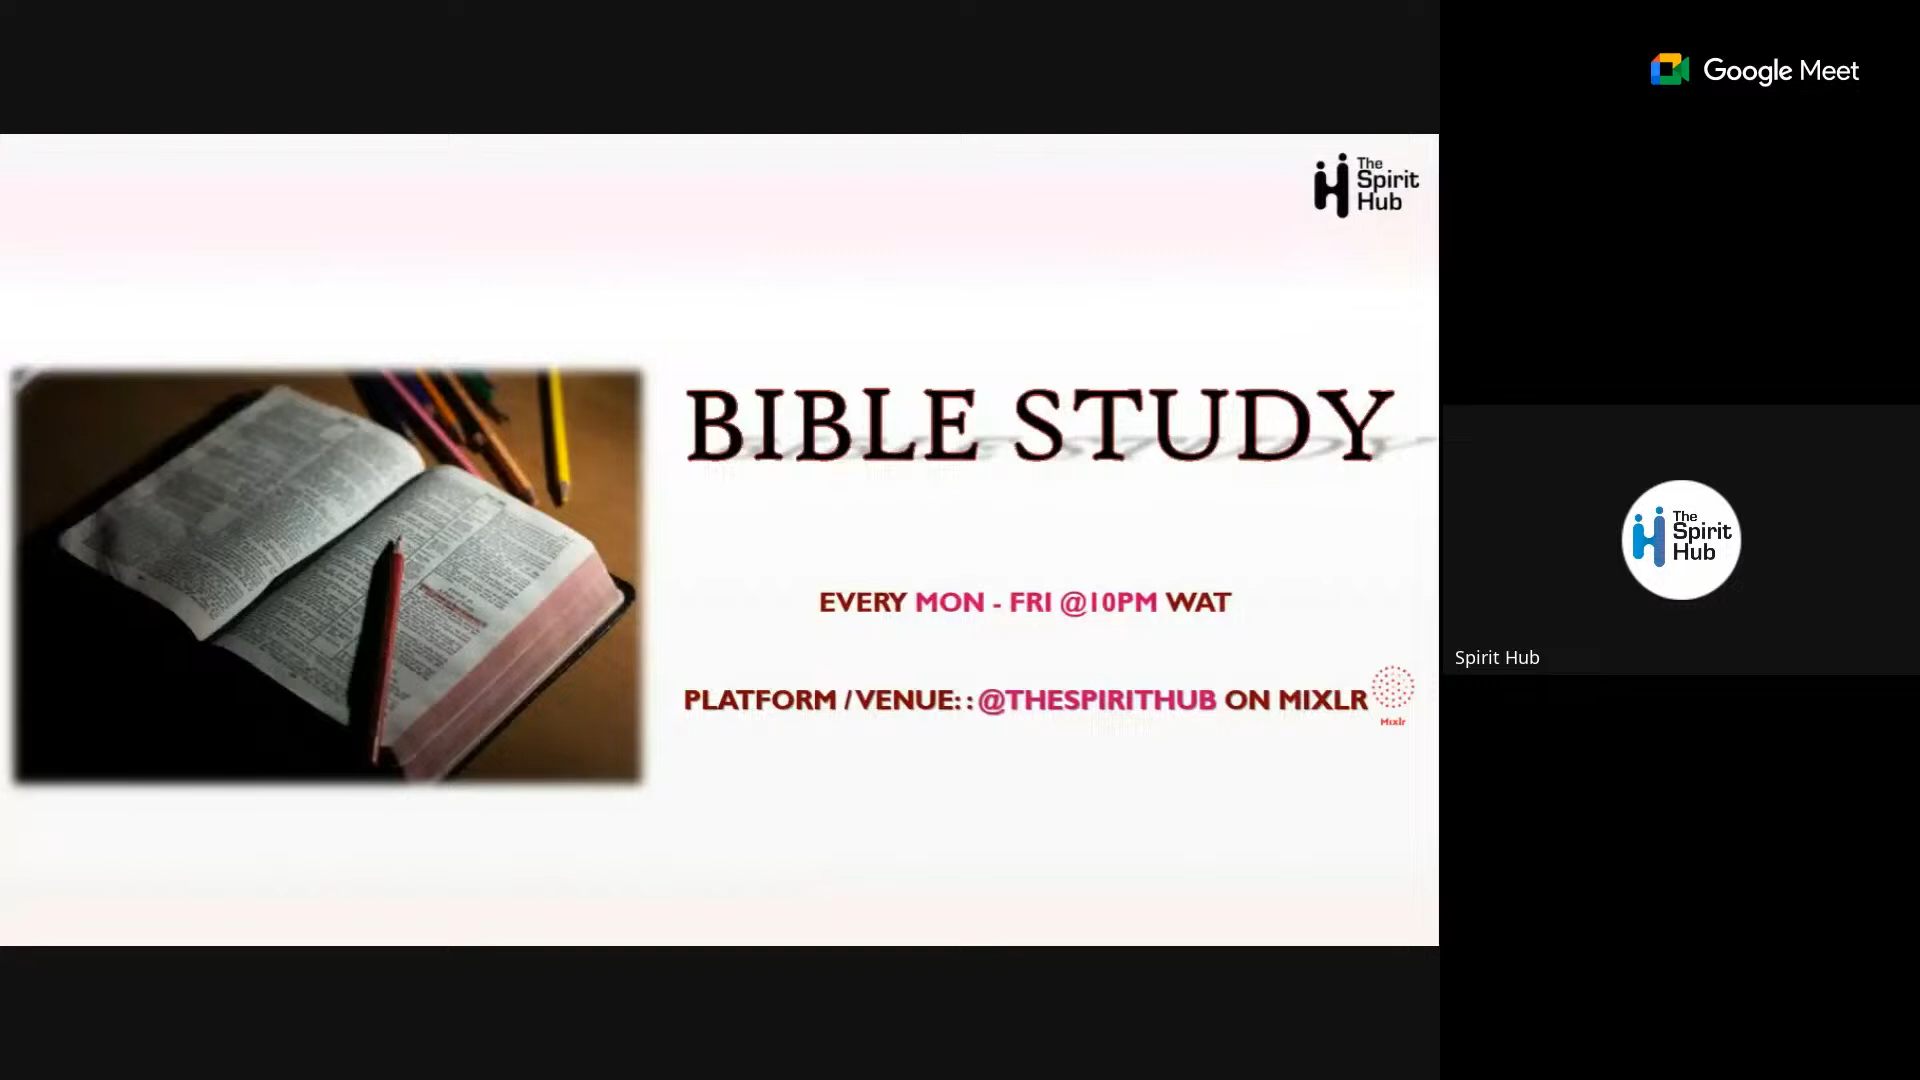 Google Meet
The
Spirit
Hub
BIBLE STUDY
EVERY MON - FRI @10PM WAT
PLATFORM / VENUE:: @THESPIRITHUB ON MIXLR
Mixlr
The
Spirit
Hub
Spirit Hub